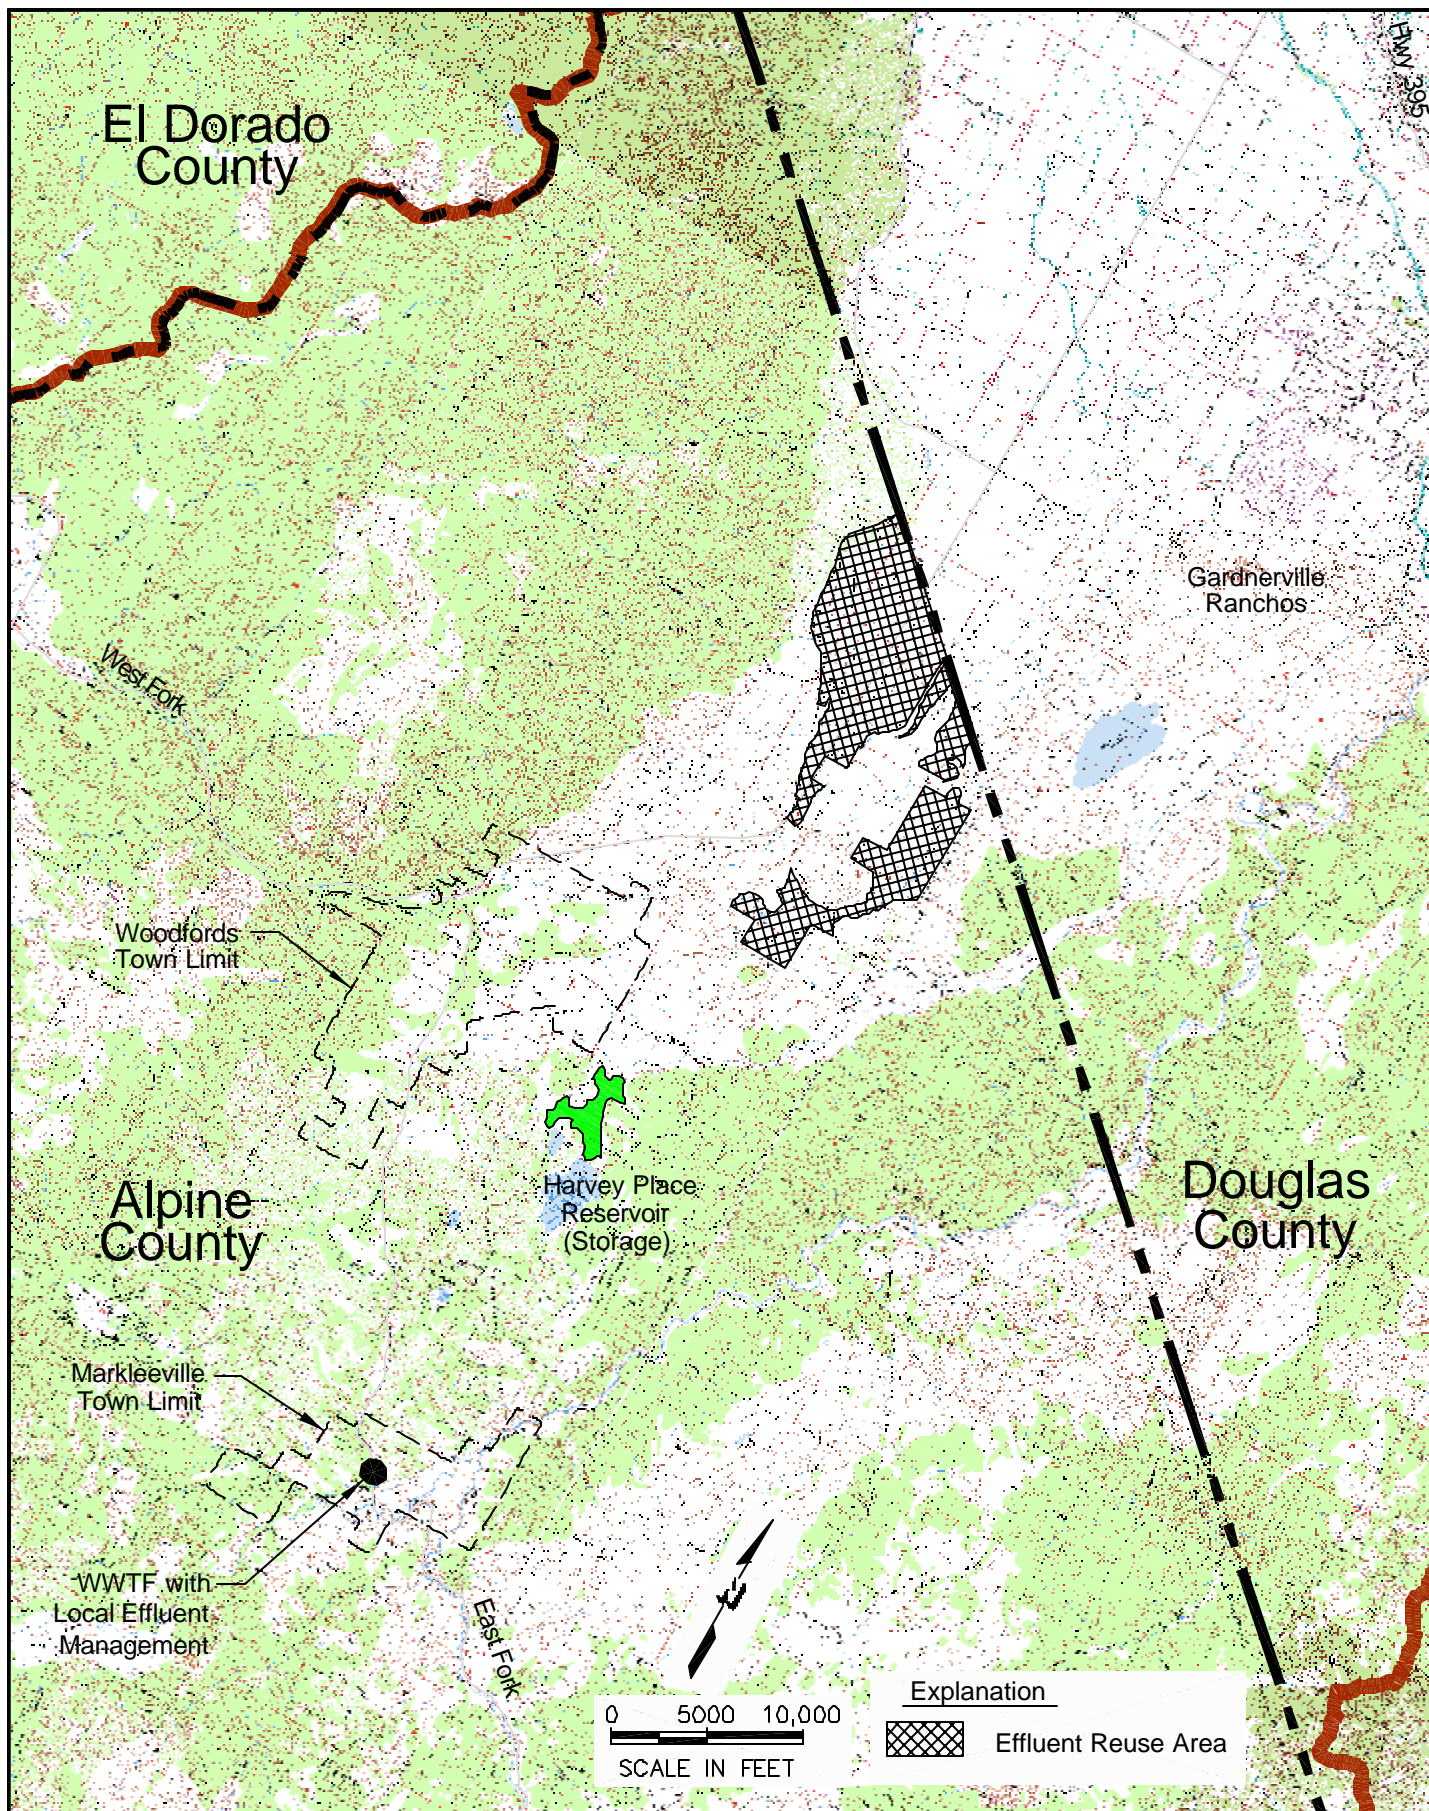 Hwy 395
El Dorado
County
Gardnerville
Ranchos
West Fork
Woodfords
Town Limit
Harvey Place
Reservoir
(Storage)
Alpine
County
Douglas
County
Markleeville
Town Limit
WWTF with
Local Effluent
Management
East Fork
0 5000 10,000
SCALE IN FEET
Explanation
Effluent Reuse Area